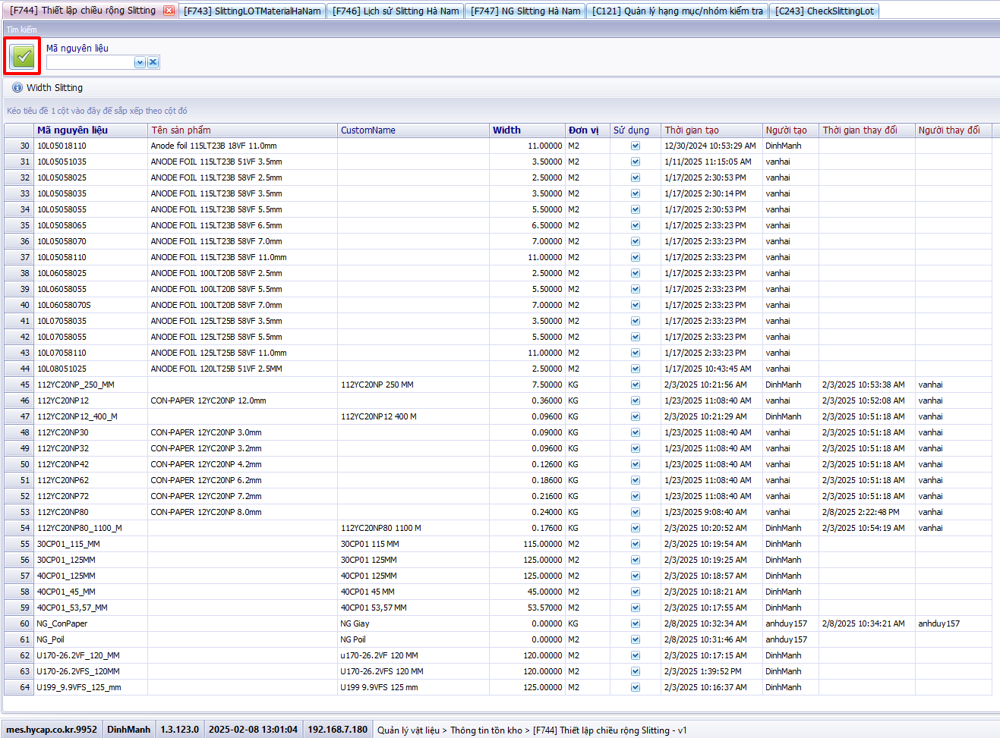 [F744] Thiết lập chiều rộng Slitting [F743] SlittingLOTMaterialHaNam [F746] Lịch sử Slitting Hà Nam [F747] NG Slitting Hà Nam [C121] Quản lý hạng mục/nhóm kiểm tra [C243] CheckSlittingLot
Tìm kiếm
Mã nguyên liệu
Width Slitting
Kéo tiêu đề 1 cột vào đây để sắp xếp theo cột đó
Mã nguyên liệu Tên sản phẩm CustomName Width Đơn vị Sử dụng Thời gian tạo Người tạo Thời gian thay đổi Người thay đổi
30 10L05018110 Anode foil 115LT23B 18VF 11.0mm 11.00000 M2 12/30/2024 10:53:29 AM DinhManh
31 10L05051035 ANODE FOIL 115LT23B 51VF 3.5mm 3.50000 M2 1/11/2025 11:15:05 AM vanhai
32 10L05058025 ANODE FOIL 115LT23B 58VF 2.5mm 2.50000 M2 1/17/2025 2:30:53 PM vanhai
33 10L05058035 ANODE FOIL 115LT23B 58VF 3.5mm 3.50000 M2 1/17/2025 2:30:14 PM vanhai
34 10L05058055 ANODE FOIL 115LT23B 58VF 5.5mm 5.50000 M2 1/17/2025 2:30:53 PM vanhai
35 10L05058065 ANODE FOIL 115LT23B 58VF 6.5mm 6.50000 M2 1/17/2025 2:33:23 PM vanhai
36 10L05058070 ANODE FOIL 115LT23B 58VF 7.0mm 7.00000 M2 1/17/2025 2:33:23 PM vanhai
37 10L05058110 ANODE FOIL 115LT23B 58VF 11.0mm 11.00000 M2 1/17/2025 2:33:23 PM vanhai
38 10L06058025 ANODE FOIL 100LT20B 58VF 2.5mm 2.50000 M2 1/17/2025 2:33:23 PM vanhai
39 10L06058055 ANODE FOIL 100LT20B 58VF 5.5mm 5.50000 M2 1/17/2025 2:33:23 PM vanhai
40 10L06058070S ANODE FOIL 100LT20B 58VF 7.0mm 7.00000 M2 1/17/2025 2:33:23 PM vanhai
41 10L07058035 ANODE FOIL 125LT25B 58VF 3.5mm 3.50000 M2 1/17/2025 2:33:23 PM vanhai
42 10L07058055 ANODE FOIL 125LT25B 58VF 5.5mm 5.50000 M2 1/17/2025 2:33:23 PM vanhai
43 10L07058110 ANODE FOIL 125LT25B 58VF 11.0mm 11.00000 M2 1/17/2025 2:33:23 PM vanhai
44 10L08051025 ANODE FOIL 120LT25B 51VF 2.5MM 2.50000 M2 1/17/2025 10:43:45 AM vanhai
45 112YC20NP_250_MM 112YC20NP 250 MM 7.50000 KG 2/3/2025 10:21:56 AM DinhManh 2/3/2025 10:53:38 AM vanhai
46 112YC20NP12 CON-PAPER 12YC20NP 12.0mm 0.36000 KG 1/23/2025 11:08:40 AM vanhai 2/3/2025 10:52:08 AM vanhai
47 112YC20NP12_400_M 112YC20NP12 400 M 0.09600 KG 2/3/2025 10:21:29 AM DinhManh 2/3/2025 10:51:18 AM vanhai
48 112YC20NP30 CON-PAPER 12YC20NP 3.0mm 0.09000 KG 1/23/2025 11:08:40 AM vanhai 2/3/2025 10:51:18 AM vanhai
49 112YC20NP32 CON-PAPER 12YC20NP 3.2mm 0.09600 KG 1/23/2025 11:08:40 AM vanhai 2/3/2025 10:51:18 AM vanhai
50 112YC20NP42 CON-PAPER 12YC20NP 4.2mm 0.12600 KG 1/23/2025 11:08:40 AM vanhai 2/3/2025 10:51:18 AM vanhai
51 112YC20NP62 CON-PAPER 12YC20NP 6.2mm 0.18600 KG 1/23/2025 11:08:40 AM vanhai 2/3/2025 10:51:18 AM vanhai
52 112YC20NP72 CON-PAPER 12YC20NP 7.2mm 0.21600 KG 1/23/2025 11:08:40 AM vanhai 2/3/2025 10:51:18 AM vanhai
53 112YC20NP80 CON-PAPER 12YC20NP 8.0mm 0.24000 KG 1/23/2025 9:08:40 AM vanhai 2/8/2025 2:22:48 PM vanhai
54 112YC20NP80_1100_M 112YC20NP80 1100 M 0.17600 KG 2/3/2025 10:20:52 AM DinhManh 2/3/2025 10:54:19 AM vanhai
55 30CP01_115_MM 30CP01 115 MM 115.00000 M2 2/3/2025 10:19:54 AM DinhManh
56 30CP01_125MM 30CP01 125MM 125.00000 M2 2/3/2025 10:19:25 AM DinhManh
57 40CP01_125MM 40CP01 125MM 125.00000 M2 2/3/2025 10:18:57 AM DinhManh
58 40CP01_45_MM 40CP01 45 MM 45.00000 M2 2/3/2025 10:18:21 AM DinhManh
59 40CP01_53,57_MM 40CP01 53,57 MM 53.57000 M2 2/3/2025 10:17:55 AM DinhManh
60 NG_ConPaper NG Giay 0.00000 KG 2/8/2025 10:32:34 AM anhduy157 2/8/2025 10:34:21 AM anhduy157
61 NG_Poil NG Poil 0.00000 M2 2/8/2025 10:31:46 AM anhduy157
62 U170-26.2VF_120_MM u170-26.2VF 120 MM 120.00000 M2 2/3/2025 10:17:15 AM DinhManh
63 U170-26.2VFS_120MM U170-26.2VFS 120 MM 120.00000 M2 2/3/2025 1:39:52 PM DinhManh
64 U199_9.9VFS_125_mm U199 9.9VFS 125 mm 125.00000 M2 2/3/2025 10:16:37 AM DinhManh
mes.hycap.co.kr.9952 DinhManh 1.3.123.0 2025-02-08 13:01:04 192.168.7.180 Quản lý vật liệu > Thông tin tồn kho > [F744] Thiết lập chiều rộng Slitting - v1